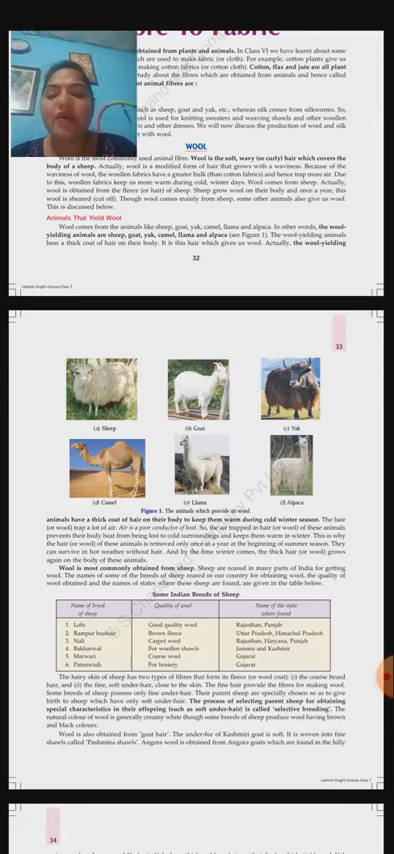 re To Fabric
obtained from plants and animals. In Class VI we have learnt about some
ch are used to make fabric (or cloth). For example, cotton plants give us
making cotton fabrics (or cotton cloth). Cotton, flax and jute are all plant
tudy about the fibres which are obtained from animals and hence called
nt animal fibres are :
uch as sheep, goat and yak, etc., whereas silk comes from silkworms. So,
ool is used for knitting sweaters and weaving shawls and other woollen
and other dresses. We will now discuss the production of wool and silk
t with wool.
WOOL
Wool is the most commonly used animal fibre. Wool is the soft, wavy (or curly) hair which covers the
body of a sheep. Actually, wool is a modified form of hair that grows with a waviness. Because of the
waviness of wool, the woollen fabrics have a greater bulk (than cotton fabrics) and hence trap more air. Due
to this, woollen fabrics keep us more warm during cold, winter days. Wool comes from sheep. Actually,
wool is obtained from the fleece (or hair) of sheep. Sheep grow wool on their body and once a year, this
wool is sheared (cut off). Though wool comes mainly from sheep, some other animals also give us wool.
This is discussed below.
Animals That Yield Wool
Wool comes from the animals like sheep, goat, yak, camel, llama and alpaca. In other words, the wool-
yielding animals are sheep, goat, yak, camel, llama and alpaca (see Figure 1). The wool-yielding animals
bear a thick coat of hair on their body. It is this hair which gives us wool. Actually, the wool-yielding
32
Lakhmir Singh's Science Class 7
33
(a) Sheep
(b) Goat
(c) Yak
(d) Camel
(e) Llama
(f) Alpaca
Figure 1. The animals which provide us wool.
animals have a thick coat of hair on their body to keep them warm during cold winter season. The hair
(or wool) trap a lot of air. Air is a poor conductor of heat. So, the air trapped in hair (or wool) of these animals
prevents their body heat from being lost to cold surroundings and keeps them warm in winter. This is why
the hair (or wool) of these animals is removed only once in a year at the beginning of summer season. They
can survive in hot weather without hair. And by the time winter comes, the thick hair (or wool) grows
again on the body of these animals.
Wool is most commonly obtained from sheep. Sheep are reared in many parts of India for getting
wool. The names of some of the breeds of sheep reared in our country for obtaining wool, the quality of
wool obtained and the names of states where these sheep are found, are given in the table below.
Some Indian Breeds of Sheep
Name of breed of sheep Quality of wool Name of the state where found
1. Lohi Good quality wool Rajasthan, Punjab
2. Rampur bushair Brown fleece Uttar Pradesh, Himachal Pradesh
3. Nali Carpet wool Rajasthan, Haryana, Punjab
4. Bakharwal For woollen shawls Jammu and Kashmir
5. Marwari Coarse wool Gujarat
6. Patanwadi For hosiery Gujarat
The hairy skin of sheep has two types of fibres that form its fleece (or wool coat): (i) the coarse beard
hair, and (ii) the fine, soft under-hair, close to the skin. The fine hair provide the fibres for making wool.
Some breeds of sheep possess only fine under-hair. Their parent sheep are specially chosen so as to give
birth to sheep which have only soft under-hair. The process of selecting parent sheep for obtaining
special characteristics in their offspring (such as soft under-hair) is called 'selective breeding'. The
natural colour of wool is generally creamy white though some breeds of sheep produce wool having brown
and black colours.
Wool is also obtained from 'goat hair'. The under-fur of Kashmiri goat is soft. It is woven into fine
shawls called 'Pashmina shawls'. Angora wool is obtained from Angora goats which are found in the hilly
Lakhmir Singh's Science Class 7
34